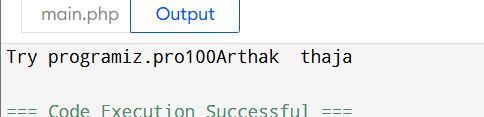 main.php Output
Try programiz.pro100Arthak  thaja
=== Code Execution Successful ===